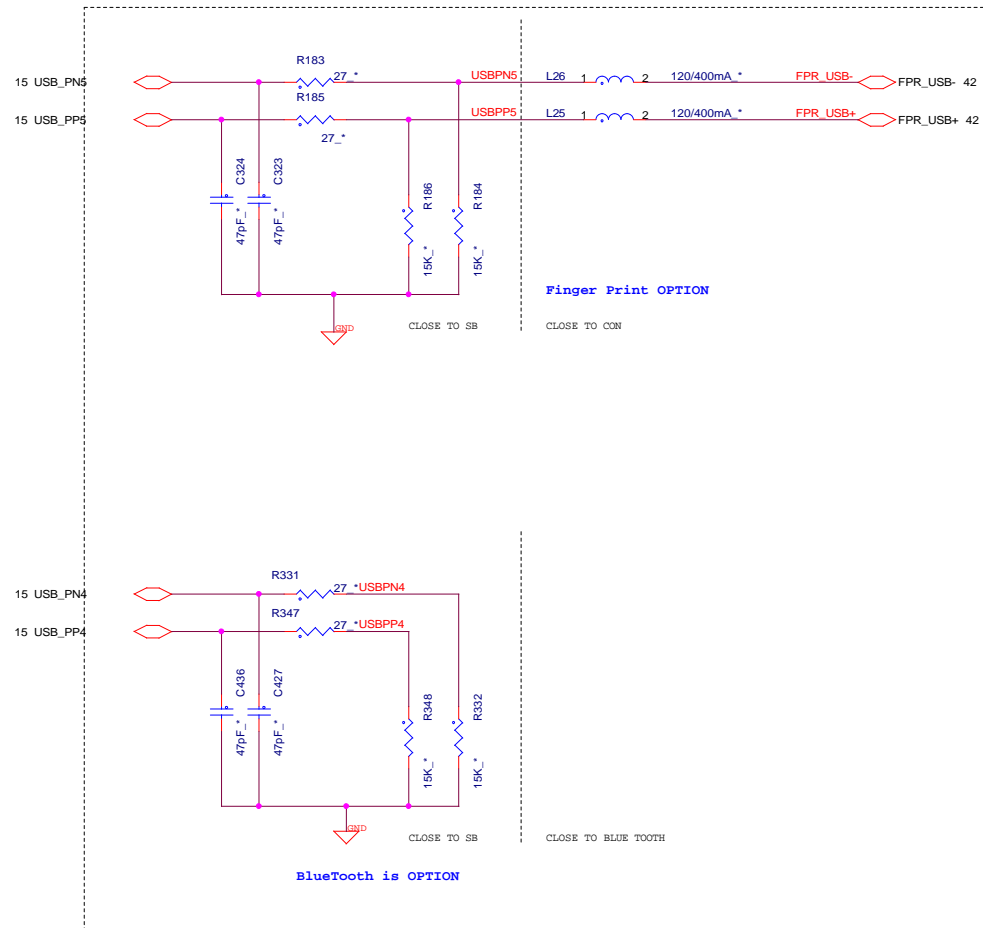 R183
15 USB_PN5
27_*
USBPN5
L26
1
2
120/400mA_*
FPR_USB-
FPR_USB- 42
R185
15 USB_PP5
27_*
USBPP5
L25
1
2
120/400mA_*
FPR_USB+
FPR_USB+ 42
C324
47pF_*
C323
47pF_*
R186
15K_*
R184
15K_*
Finger Print OPTION
GND
CLOSE TO SB
CLOSE TO CON
R331
15 USB_PN4
27_*
USBPN4
R347
15 USB_PP4
27_*
USBPP4
C436
47pF_*
C427
47pF_*
R348
15K_*
R332
15K_*
GND
CLOSE TO SB
CLOSE TO BLUE TOOTH
BlueTooth is OPTION